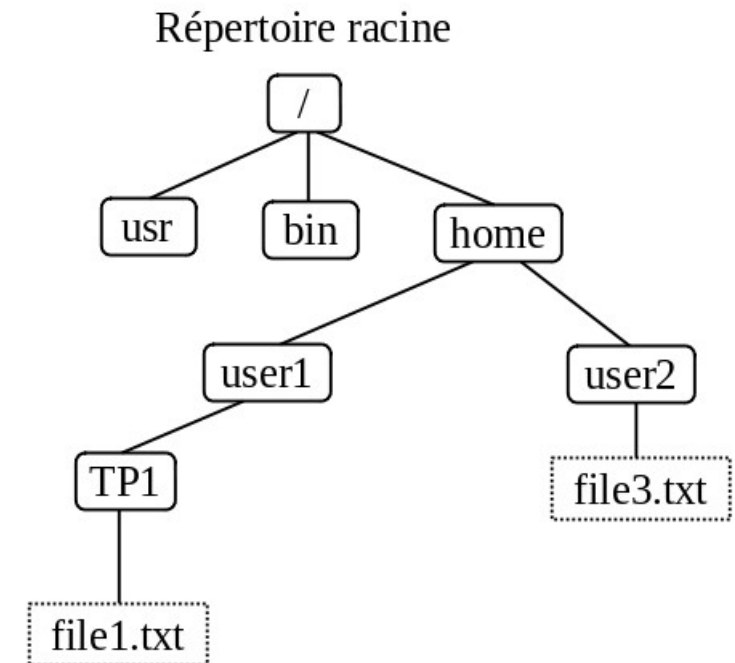 Répertoire racine
/
usr
bin
home
user1
user2
TP1
file3.txt
file1.txt